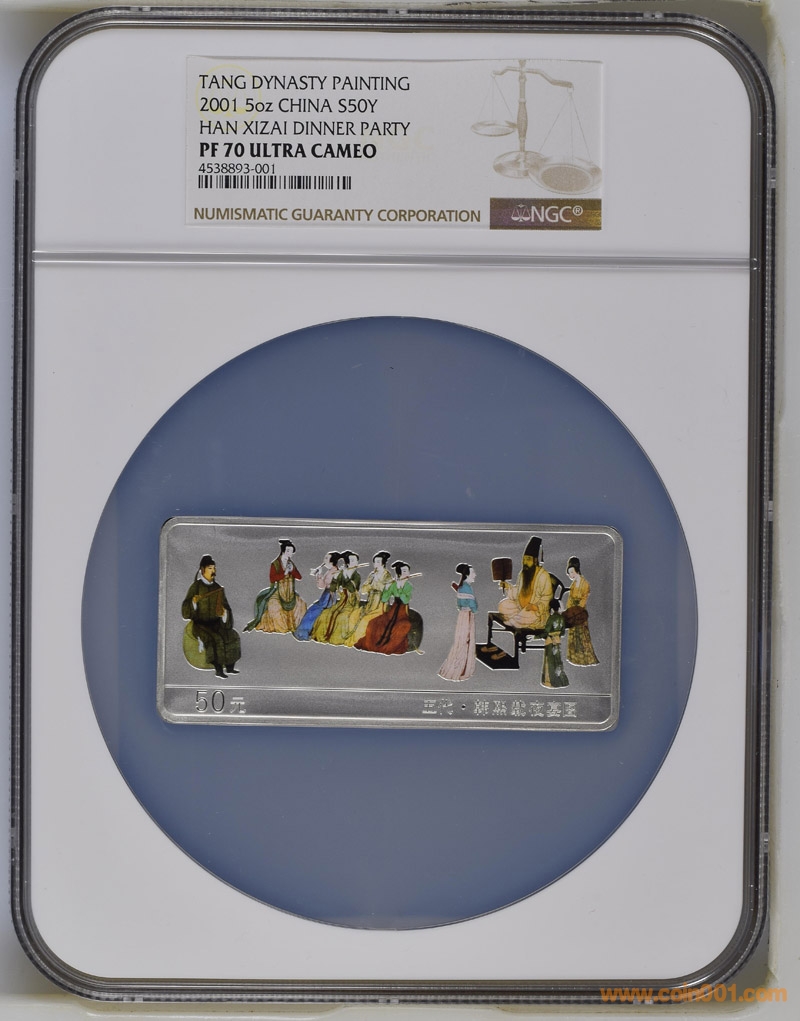 TANG DYNASTY PAINTING
2001 5oz CHINA S50Y
HAN XIZAI DINNER PARTY
PF 70 ULTRA CAMEO
4538893-001
NUMISMATIC GUARANTY CORPORATION
NGC®
50元
五代·韩熙载夜宴图
www.coin001.com